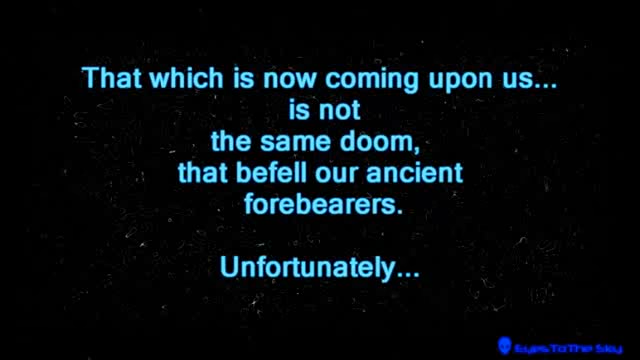 That which is now coming upon us...
is not
the same doom,
that befell our ancient
forebearers.
Unfortunately...
EyesToTheSky